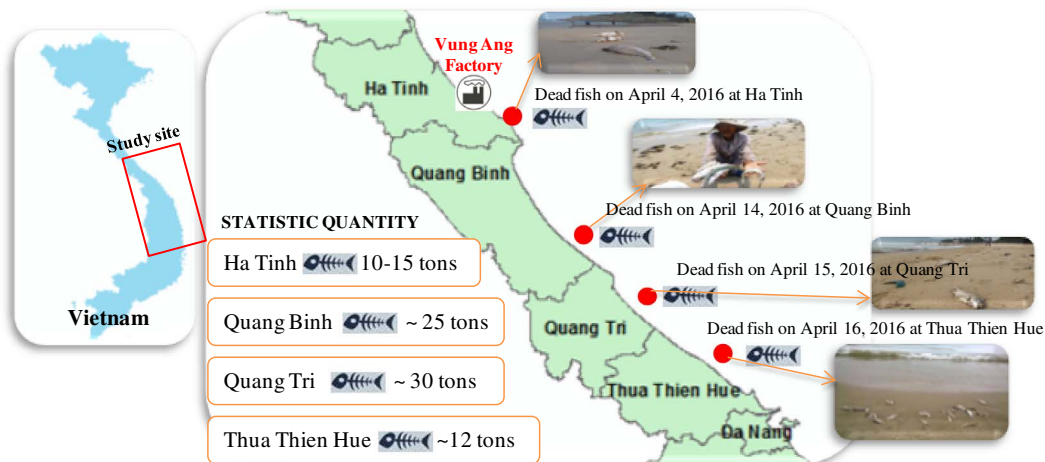 Study site
Vietnam
Vung Ang
Factory
Ha Tinh
Quang Binh
Quang Tri
Thua Thien Hue
Da Nang
Dead fish on April 4, 2016 at Ha Tinh
Dead fish on April 14, 2016 at Quang Binh
Dead fish on April 15, 2016 at Quang Tri
Dead fish on April 16, 2016 at Thua Thien Hue
STATISTIC QUANTITY
Ha Tinh 10-15 tons
Quang Binh ~ 25 tons
Quang Tri ~ 30 tons
Thua Thien Hue ~12 tons